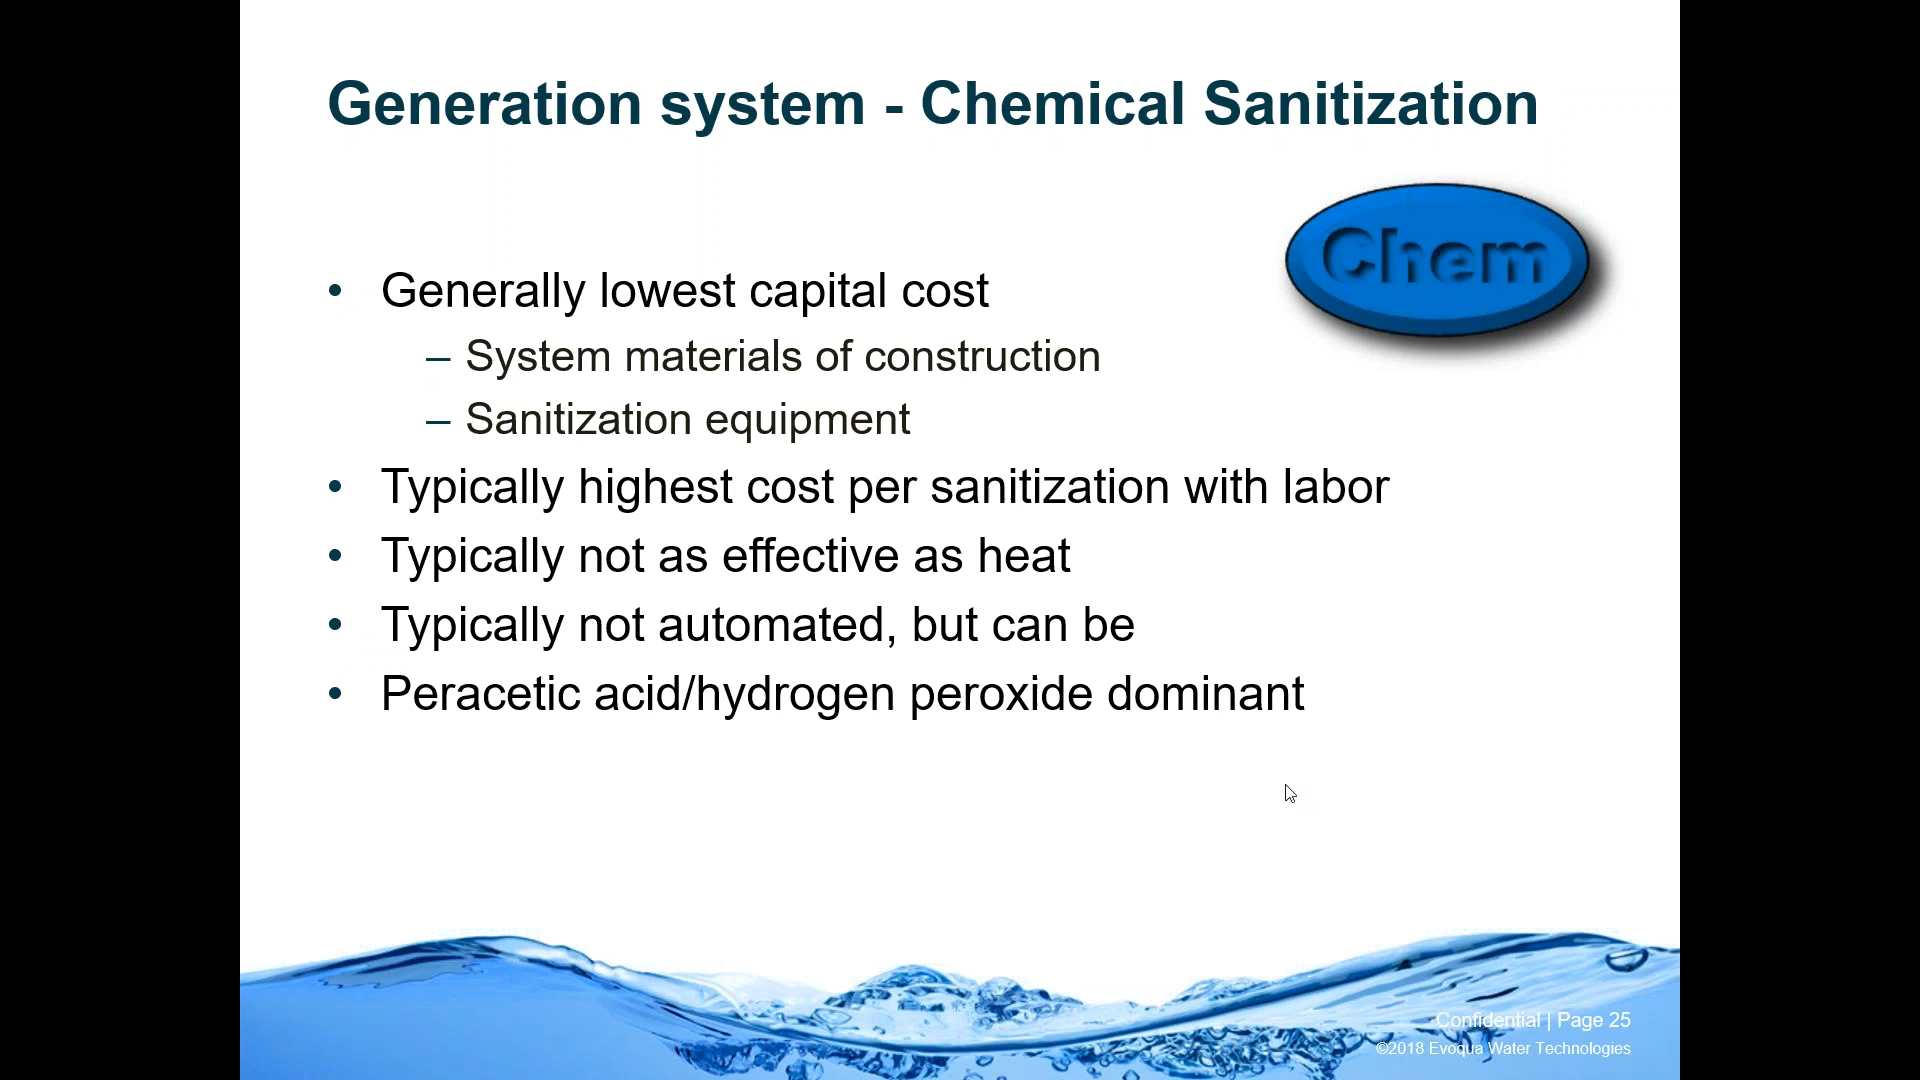 Generation system - Chemical Sanitization
Chem
• Generally lowest capital cost
– System materials of construction
– Sanitization equipment
• Typically highest cost per sanitization with labor
• Typically not as effective as heat
• Typically not automated, but can be
• Peracetic acid/hydrogen peroxide dominant
Confidential | Page 25
©2018 Evoqua Water Technologies